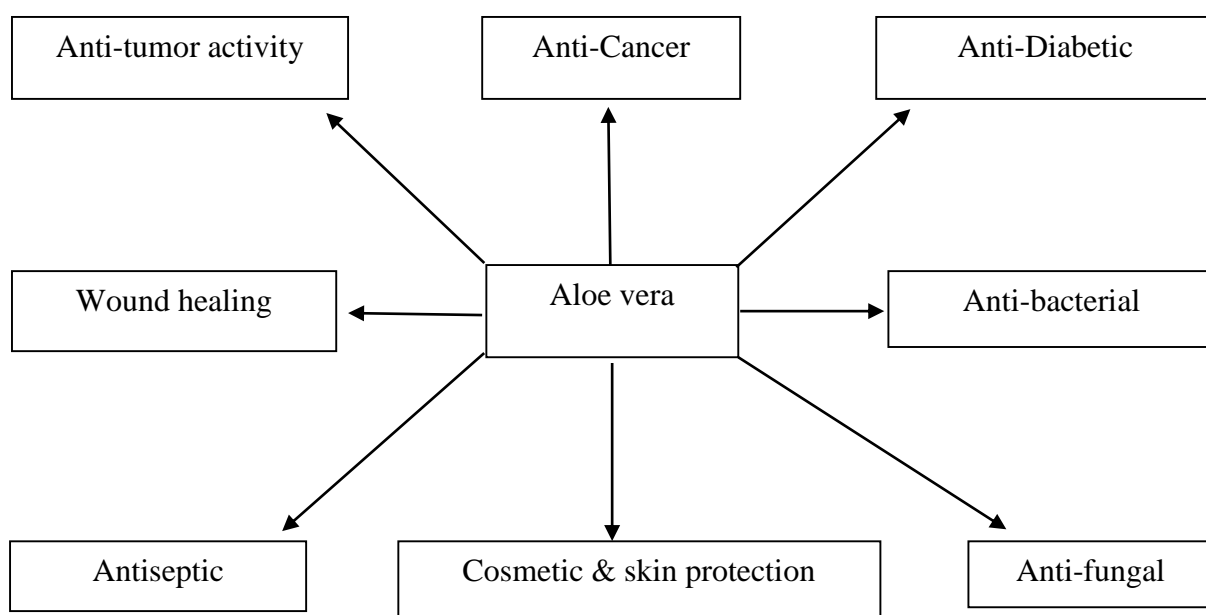 Anti-tumor activity
Anti-Cancer
Anti-Diabetic
Wound healing
Aloe vera
Anti-bacterial
Antiseptic
Cosmetic & skin protection
Anti-fungal